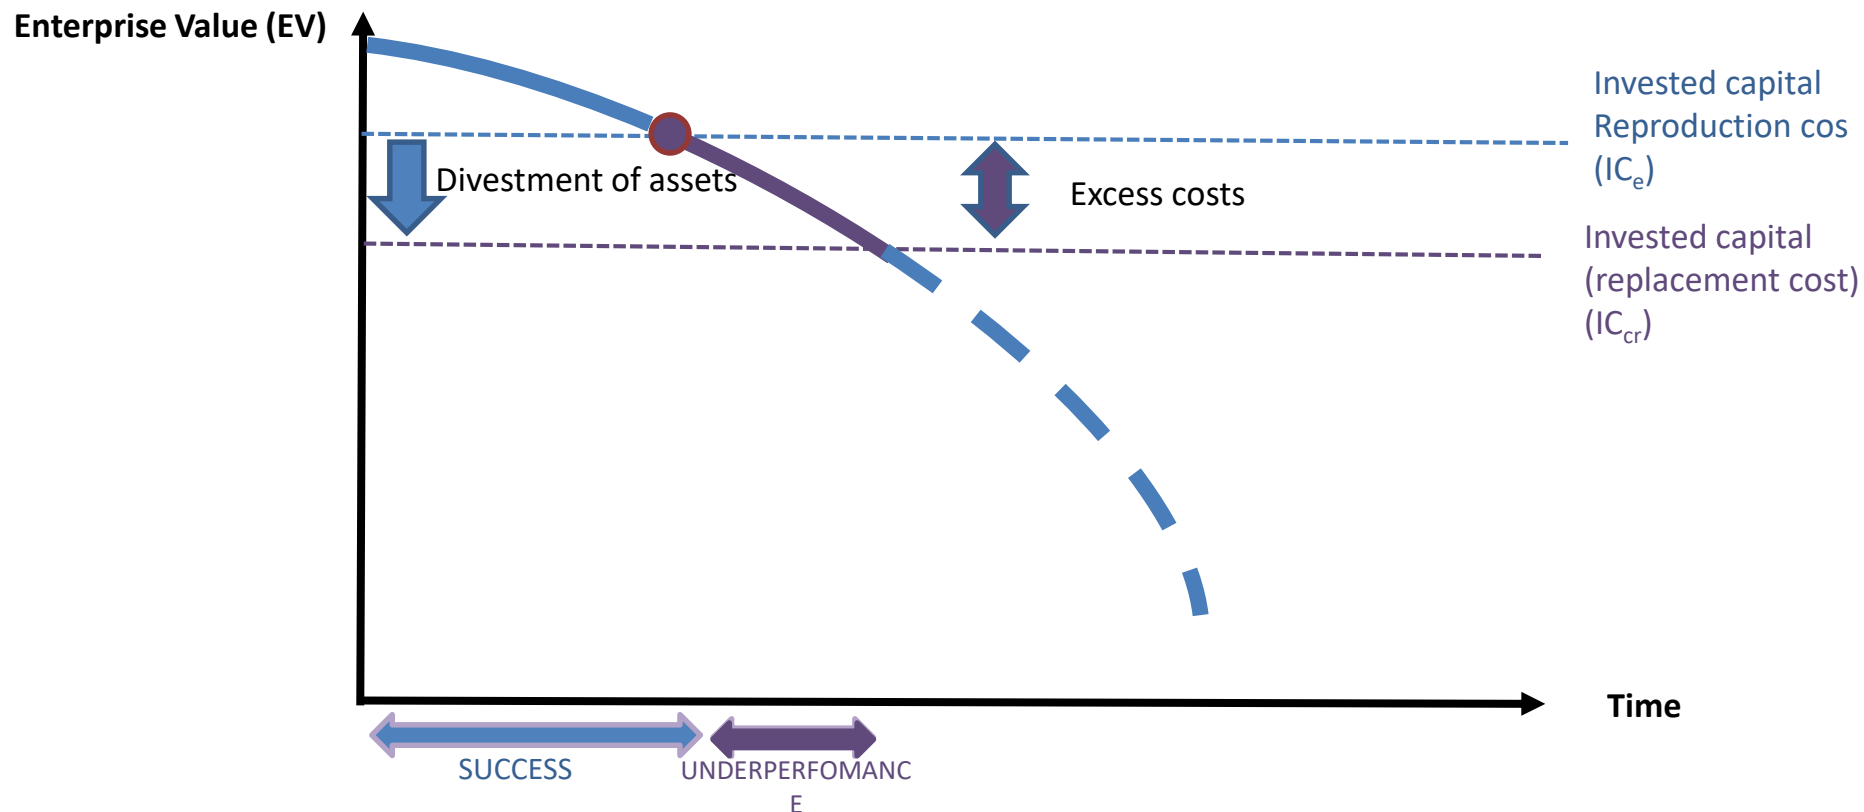 Enterprise Value (EV)
Invested capital
Reproduction cos
(ICe)
Divestment of assets
Excess costs
Invested capital
(replacement cost)
(ICcr)
Time
SUCCESS
UNDERPERFOMANC
E